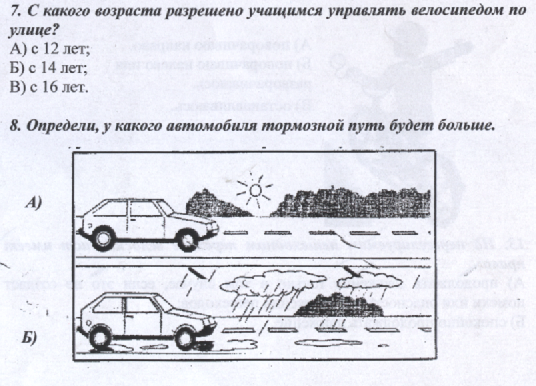 7. С какого возраста разрешено учащимся управлять велосипедом по
улице?
А) с 12 лет;
Б) с 14 лет;
В) с 16 лет.
8. Определи, у какого автомобиля тормозной путь будет больше.
А)
Б)